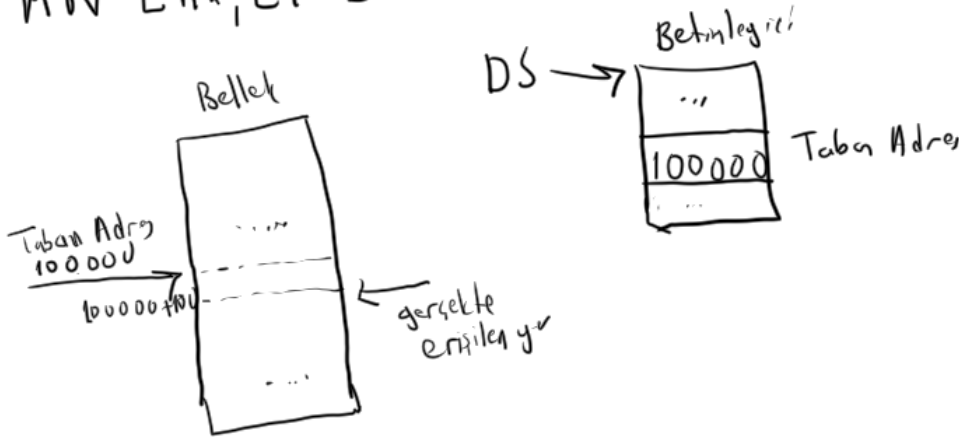 Bellek
Taban Adres
100000
100000+100
gerçekte
erişilen yer
DS
Betimleyici
...
100000
...
Taban Adres